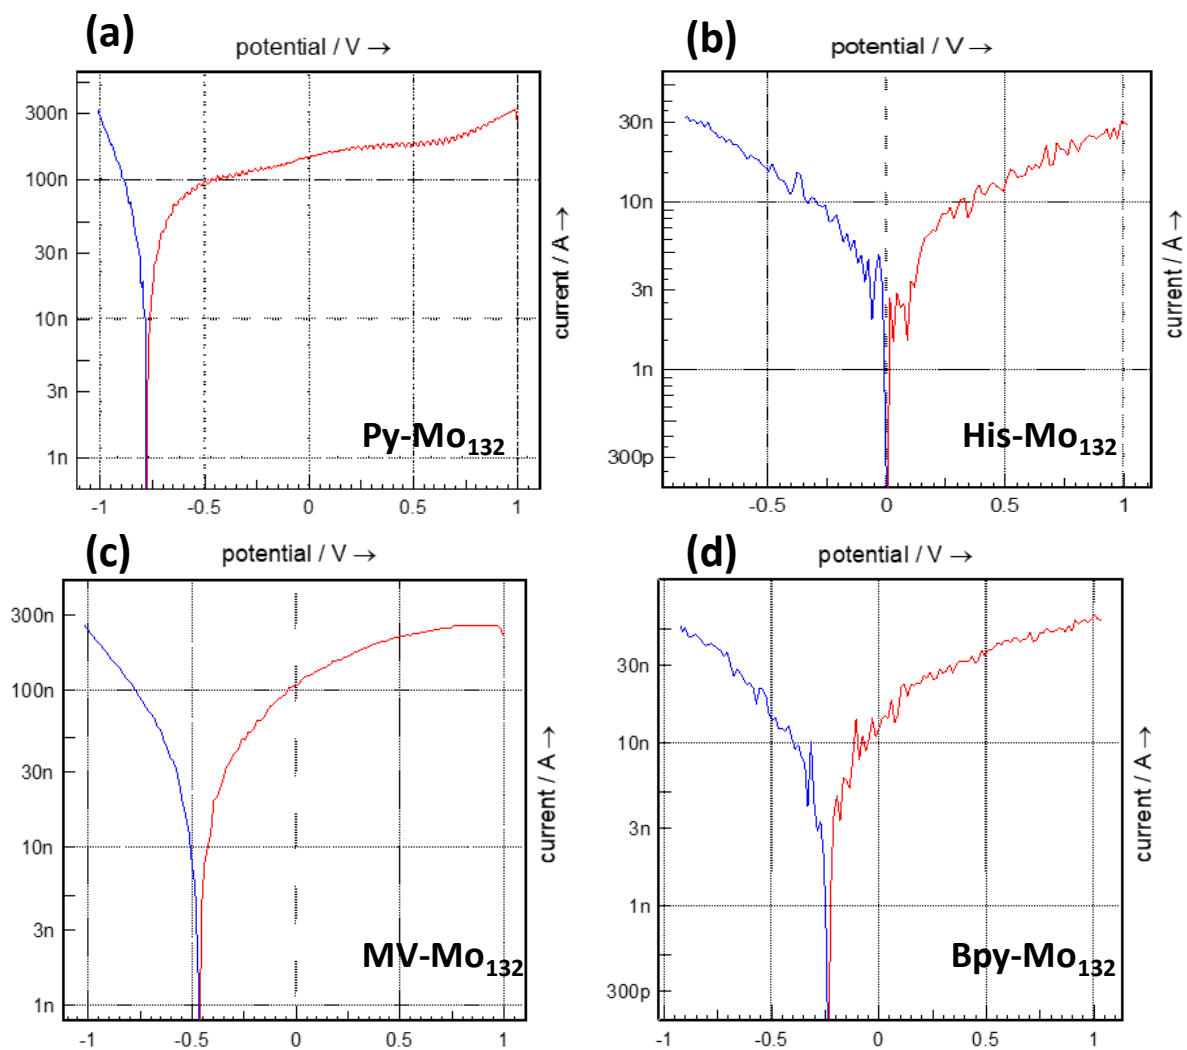 (a)
potential / V →
300n
100n
30n
10n
3n
1n
-1
-0.5
0
0.5
1
current / A →
Py-Mo132
(b)
potential / V →
30n
10n
3n
1n
300p
-0.5
0
0.5
1
current / A →
His-Mo132
(c)
potential / V →
300n
100n
30n
10n
3n
1n
-1
-0.5
0
0.5
1
current / A →
MV-Mo132
(d)
potential / V →
30n
10n
3n
1n
300p
-1
-0.5
0
0.5
1
current / A →
Bpy-Mo132